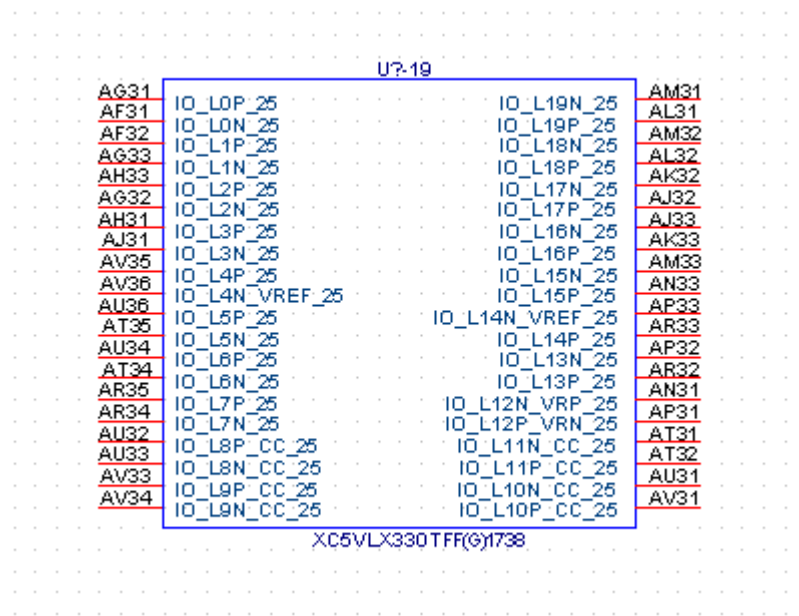 U?-19
AG31 IO_L0P_25 IO_L19N_25 AM31
AF31 IO_L0N_25 IO_L19P_25 AL31
AF32 IO_L1P_25 IO_L18N_25 AM32
AG33 IO_L1N_25 IO_L18P_25 AL32
AH33 IO_L2P_25 IO_L17N_25 AK32
AG32 IO_L2N_25 IO_L17P_25 AJ32
AH31 IO_L3P_25 IO_L16N_25 AJ33
AJ31 IO_L3N_25 IO_L16P_25 AK33
AV35 IO_L4P_25 IO_L15N_25 AM33
AV36 IO_L4N_VREF_25 IO_L15P_25 AN33
AU36 IO_L5P_25 IO_L14N_VREF_25 AP33
AT35 IO_L5N_25 IO_L14P_25 AR33
AU34 IO_L6P_25 IO_L13N_25 AP32
AT34 IO_L6N_25 IO_L13P_25 AR32
AR35 IO_L7P_25 IO_L12N_VRP_25 AN31
AR34 IO_L7N_25 IO_L12P_VRN_25 AP31
AU32 IO_L8P_CC_25 IO_L11N_CC_25 AT31
AU33 IO_L8N_CC_25 IO_L11P_CC_25 AT32
AV33 IO_L9P_CC_25 IO_L10N_CC_25 AU31
AV34 IO_L9N_CC_25 IO_L10P_CC_25 AV31
XC5VLX330TFF(G)1738